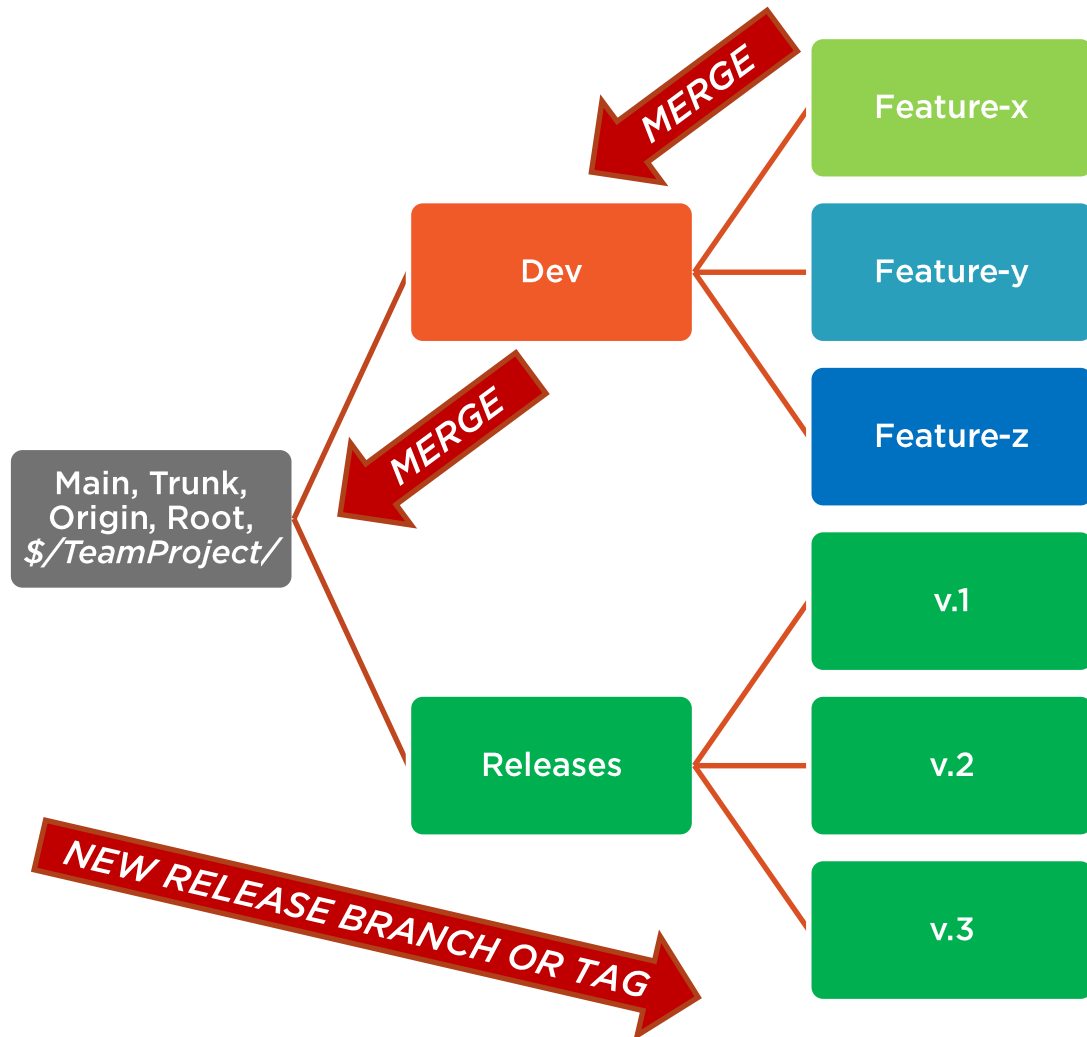 MERGE
Feature-x
Dev
Feature-y
MERGE
Feature-z
Main, Trunk,
Origin, Root,
$/TeamProject/
v.1
Releases
v.2
NEW RELEASE BRANCH OR TAG
v.3